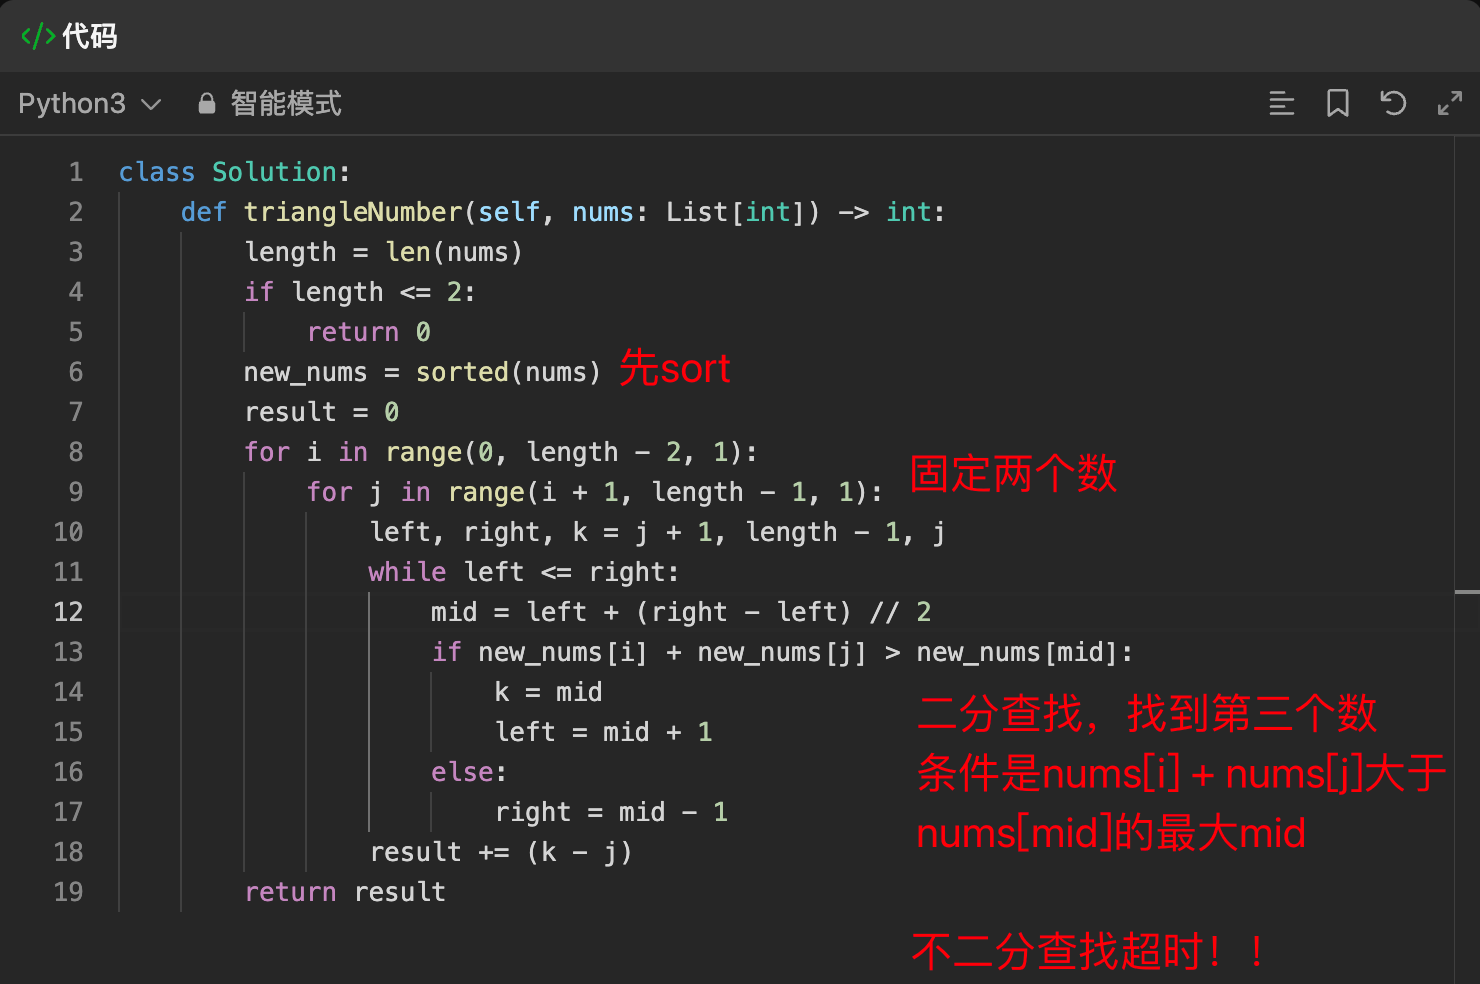 </> 代码
Python3 智能模式
1 class Solution:
2 def triangleNumber(self, nums: List[int]) -> int:
3 length = len(nums)
4 if length <= 2:
5 return 0
6 new_nums = sorted(nums) 先sort
7 result = 0
8 for i in range(0, length - 2, 1):
固定两个数
9 for j in range(i + 1, length - 1, 1):
10 left, right, k = j + 1, length - 1, j
11 while left <= right:
12 mid = left + (right - left) // 2
13 if new_nums[i] + new_nums[j] > new_nums[mid]:
14 k = mid
二分查找，找到第三个数
15 left = mid + 1
16 else:
条件是nums[i] + nums[j]大于
17 right = mid - 1
nums[mid]的最大mid
18 result += (k - j)
19 return result
不二分查找超时！！